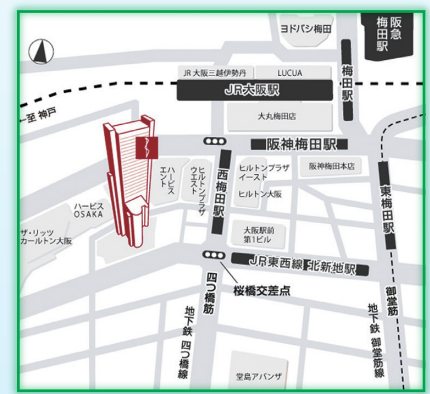 ヨドバシ梅田
阪急
梅田駅
JR大阪三越伊勢丹
LUCUA
JR大阪駅
梅田駅
至 神戸
大丸梅田店
阪神梅田駅
ハービス
エント
ヒルトンプラザ
ウエスト
西梅田駅
ヒルトンプラザ
イースト
阪神梅田本店
ハービス
OSAKA
ヒルトン大阪
東梅田駅
ザ・リッツ
カールトン大阪
大阪駅前
第1ビル
JR東西線 北新地駅
桜橋交差点
四つ橋筋
地下鉄 四つ橋線
御堂筋
地下鉄 御堂筋線
堂島アバンザ